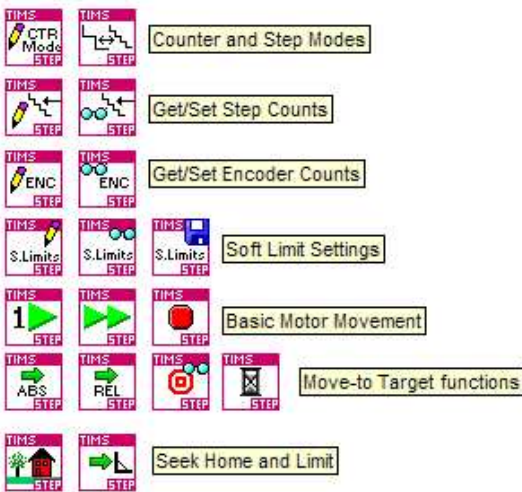 TIMS TIMS
CTR Mode
STEP STEP
Counter and Step Modes
TIMS TIMS
STEP STEP
Get/Set Step Counts
TIMS TIMS
ENC ENC
STEP STEP
Get/Set Encoder Counts
TIMS TIMS TIMS
S.Limits S.Limits S.Limits
STEP STEP STEP
Soft Limit Settings
TIMS TIMS TIMS
1
STEP STEP STEP
Basic Motor Movement
TIMS TIMS TIMS TIMS
ABS REL
STEP STEP STEP STEP
Move-to Target functions
TIMS TIMS
STEP STEP
Seek Home and Limit